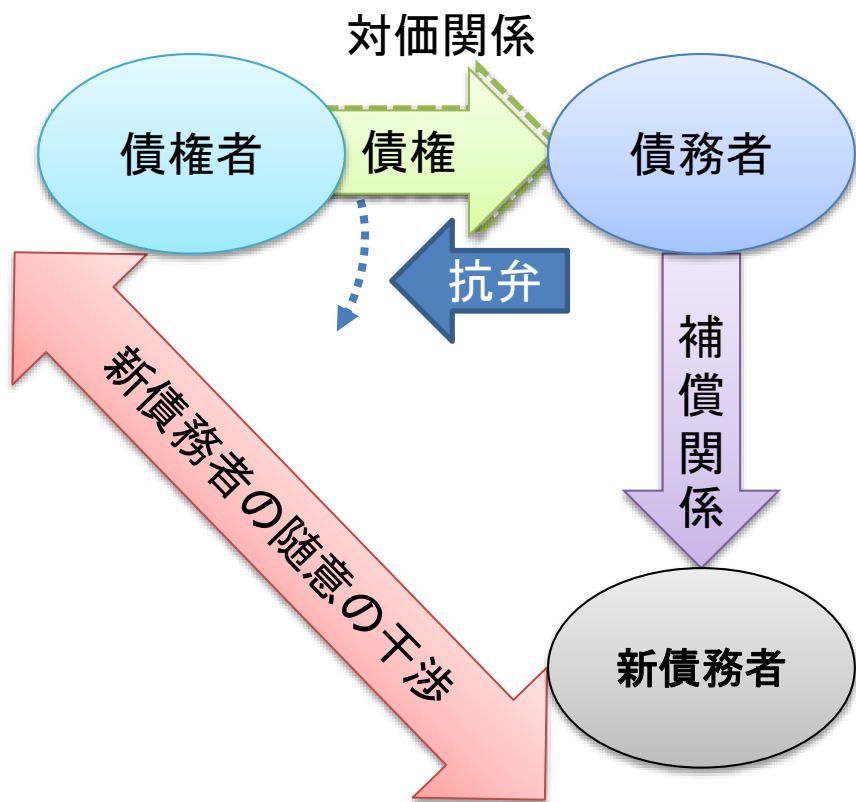 対価関係
債権者
債権
債務者
抗弁
補償関係
新債務者の随意の干渉
新債務者